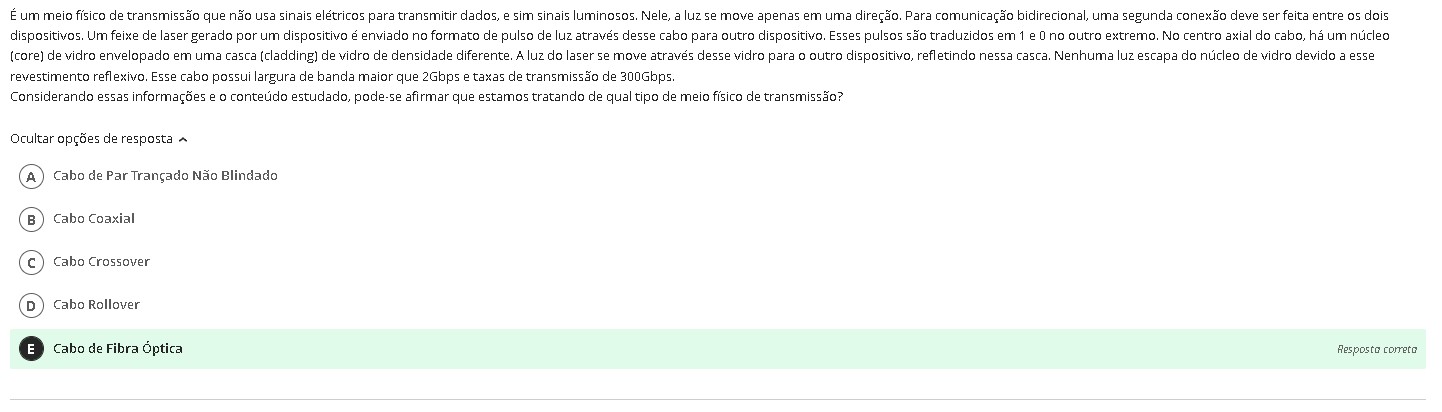 É um meio físico de transmissão que não usa sinais elétricos para transmitir dados, e sim sinais luminosos. Nele, a luz se move apenas em uma direção. Para comunicação bidirecional, uma segunda conexão deve ser feita entre os dois
dispositivos. Um feixe de laser gerado por um dispositivo é enviado no formato de pulso de luz através desse cabo para outro dispositivo. Esses pulsos são traduzidos em 1 e 0 no outro extremo. No centro axial do cabo, há um núcleo
(core) de vidro envelopado em uma casca (cladding) de vidro de densidade diferente. A luz do laser se move através desse vidro para o outro dispositivo, refletindo nessa casca. Nenhuma luz escapa do núcleo de vidro devido a esse
revestimento reflexivo. Esse cabo possui largura de banda maior que 2Gbps e taxas de transmissão de 300Gbps.
Considerando essas informações e o conteúdo estudado, pode-se afirmar que estamos tratando de qual tipo de meio físico de transmissão?
Ocultar opções de resposta
A Cabo de Par Trançado Não Blindado
B Cabo Coaxial
C Cabo Crossover
D Cabo Rollover
E Cabo de Fibra Óptica Resposta correta